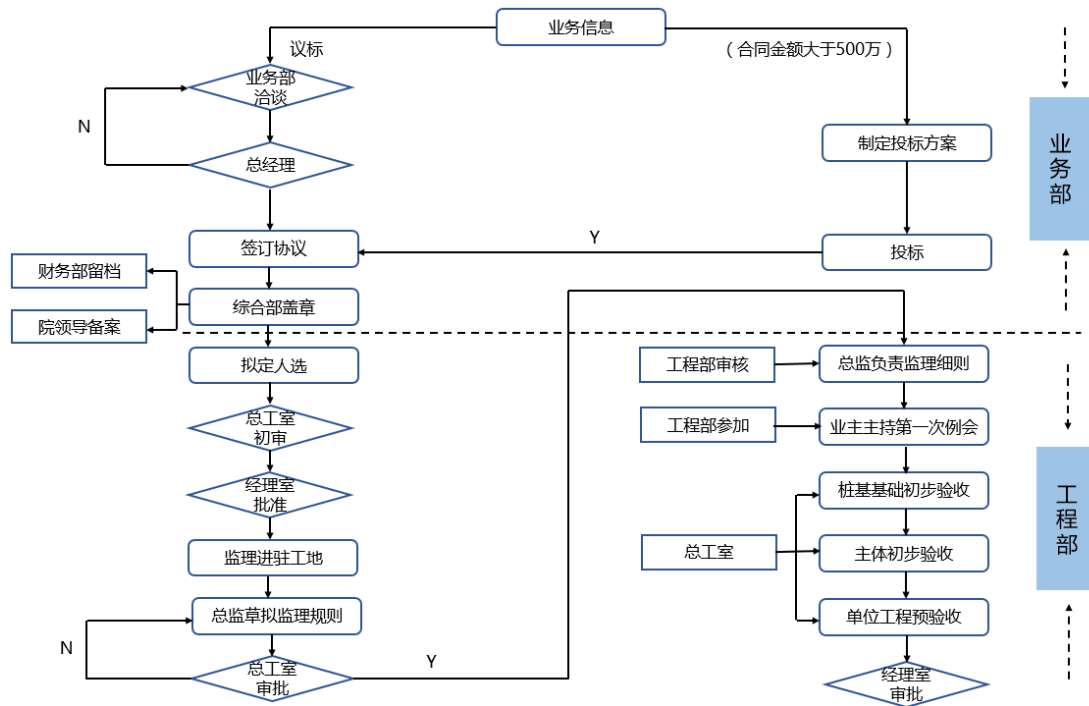 业务信息
议标
（合同金额大于500万）
业务部
洽谈
N
总经理
制定投标方案
业
务
部
签订协议
Y
投标
财务部留档
综合部盖章
院领导备案
拟定人选
工程部审核
总监负责监理细则
总工室
初审
工程部参加
业主主持第一次例会
经理室
批准
桩基基础初步验收
工
程
部
监理进驻工地
总工室
主体初步验收
总监草拟监理规则
单位工程预验收
N
总工室
审批
Y
经理室
审批